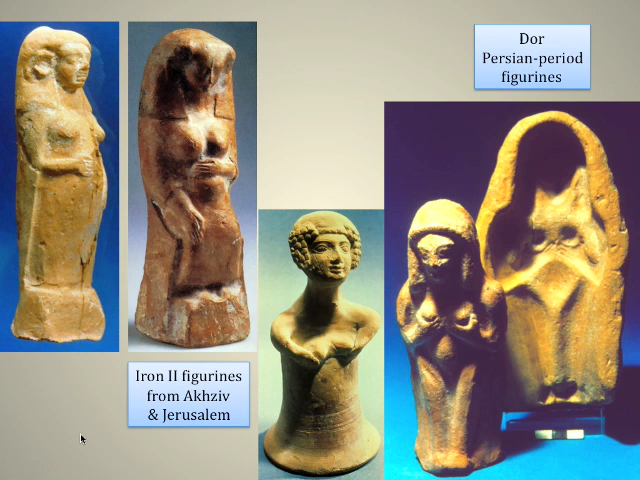 Dor
Persian-period
figurines
Iron II figurines
from Akhziv
& Jerusalem